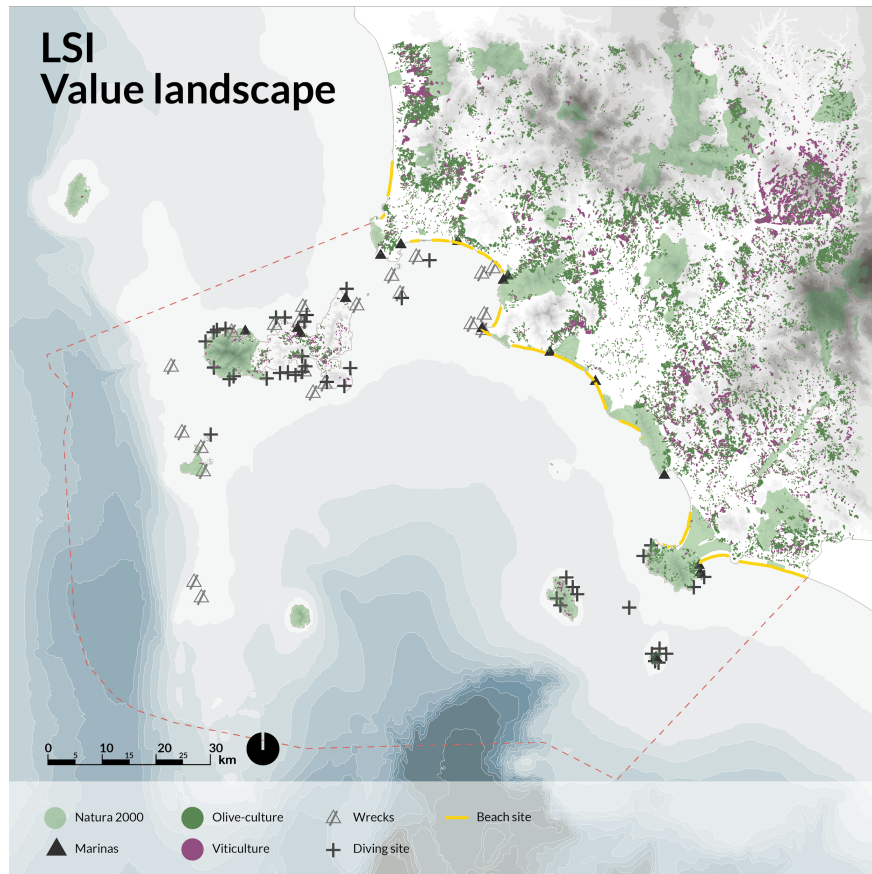 LSI
Value landscape
0 10 20 30
5 15 25 km
Natura 2000 Olive-culture Wrecks Beach site
Marinas Viticulture Diving site